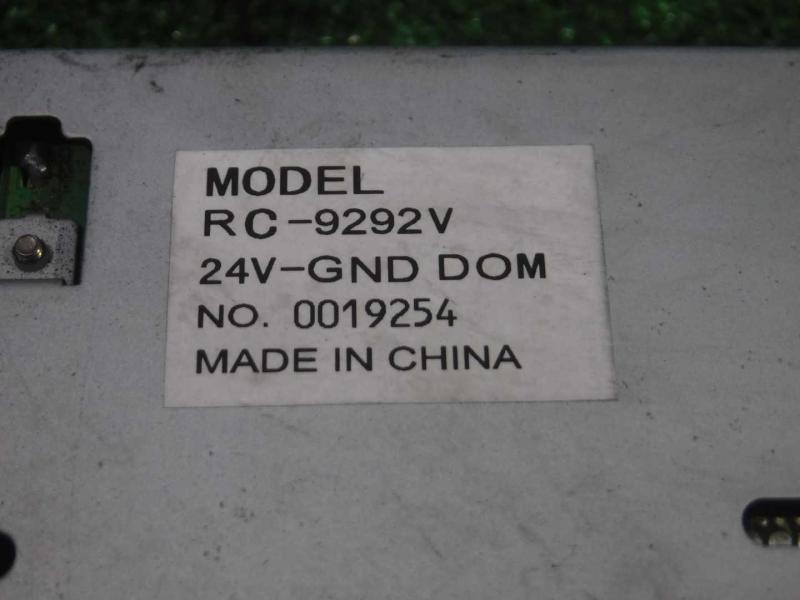 MODEL
RC-9292V
24V-GND DOM
NO. 0019254
MADE IN CHINA